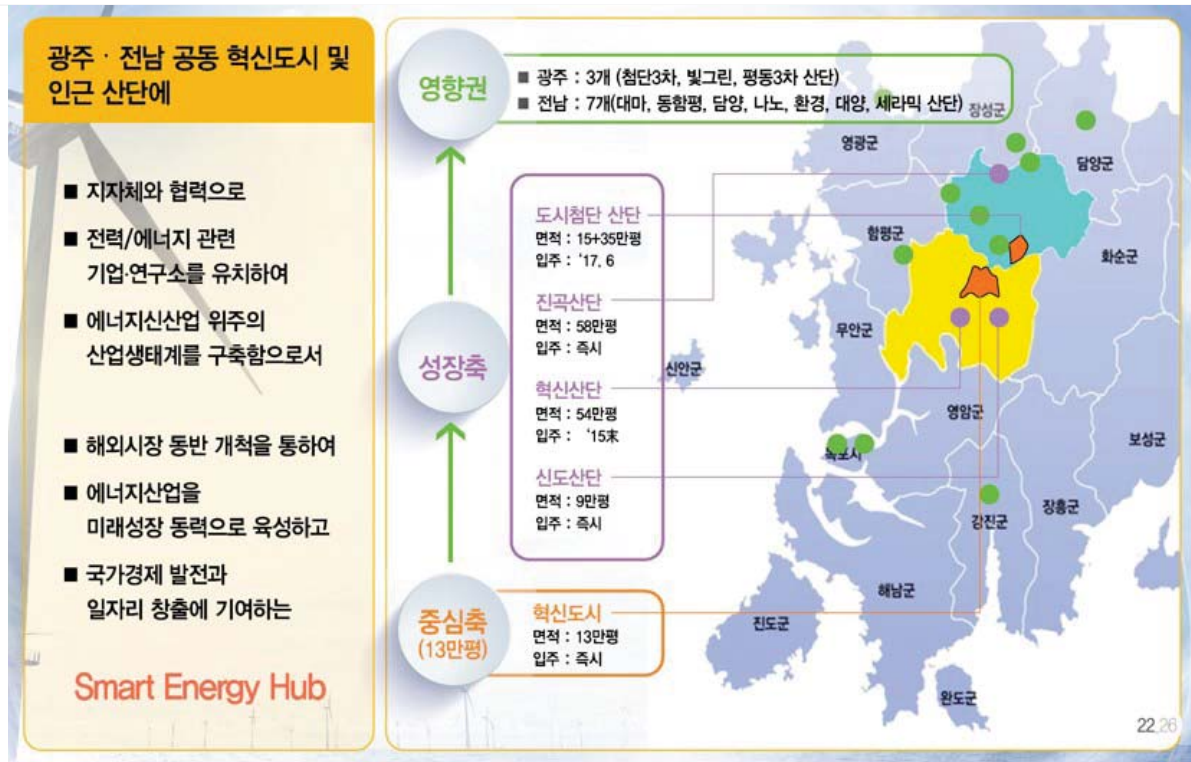 광주 · 전남 공동 혁신도시 및
인근 산단에
■ 지자체와 협력으로
■ 전력/에너지 관련
기업·연구소를 유치하여
■ 에너지신산업 위주의
산업생태계를 구축함으로서
■ 해외시장 동반 개척을 통하여
■ 에너지산업을
미래성장 동력으로 육성하고
■ 국가경제 발전과
일자리 창출에 기여하는
Smart Energy Hub
영향권
■ 광주 : 3개 (첨단3차, 빛그린, 평동3차 산단)
■ 전남 : 7개(대마, 동함평, 담양, 나노, 환경, 대양, 세라믹 산단)
성장축
도시첨단 산단
면적 : 15+35만평
입주 : ‘17. 6
진곡산단
면적 : 58만평
입주 : 즉시
혁신산단
면적 : 54만평
입주 : ‘15末
신도산단
면적 : 9만평
입주 : 즉시
중심축
(13만평)
혁신도시
면적 : 13만평
입주 : 즉시
장성군
영광군
담양군
함평군
화순군
무안군
신안군
영암군
목포시
보성군
장흥군
강진군
해남군
진도군
완도군
22,26